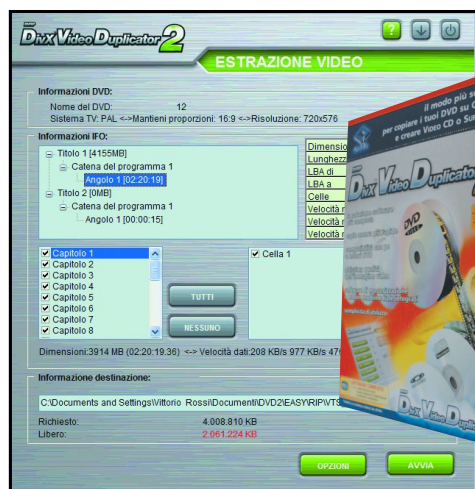 DivX Video Duplicator 2
ESTRAZIONE VIDEO
Informazioni DVD:
Nome del DVD: 12
Sistema TV: PAL <->Mantieni proporzioni: 16:9 <->Risoluzione: 720x576
Informazioni IFO:
Titolo 1 [4155MB]
Catena del programma 1
Angolo 1 [02:20:19]
Titolo 2 [0MB]
Catena del programma 1
Angolo 1 [00:00:15]
Dimensio
Lunghezz
LBA di
LBA a
Celle
Velocità
Velocità
Velocità
Capitolo 1
Capitolo 2
Capitolo 3
Capitolo 4
Capitolo 5
Capitolo 6
Capitolo 7
Capitolo 8
TUTTI
NESSUNO
Cella 1
Dimensioni:3914 MB (02:20:19.36) <-> Velocità dati:208 KB/s 977 KB/s
Informazione destinazione:
C:\Documents and Settings\Vittorio Rossi\Documenti\DVD2\EASY\RIP\VTS
Richiesto: 4.008.810 KB
Libero: 2.061.224 KB
OPZIONI
AVVIA
il modo più
per copiare i tuoi DVD su
e creare Video CD o
DivX Video Duplicato
DVD
DivX Video Duplic